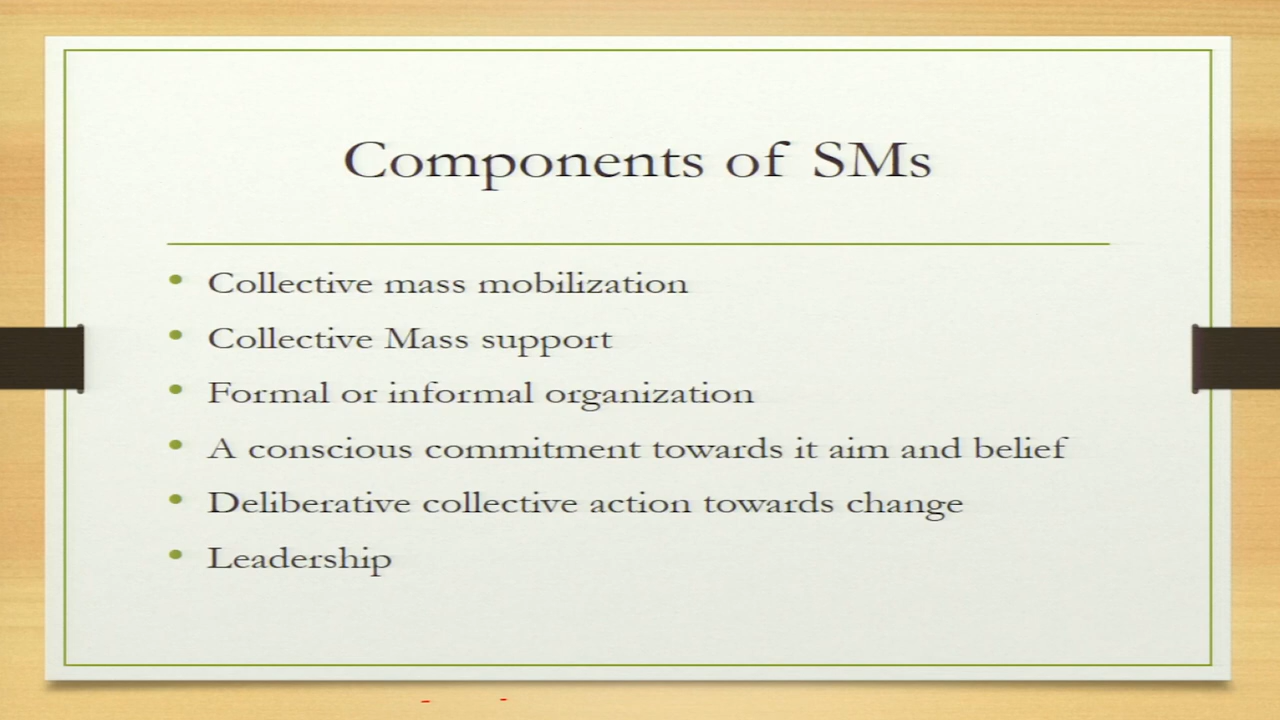 Components of SMs
• Collective mass mobilization
• Collective Mass support
• Formal or informal organization
• A conscious commitment towards it aim and belief
• Deliberative collective action towards change
• Leadership